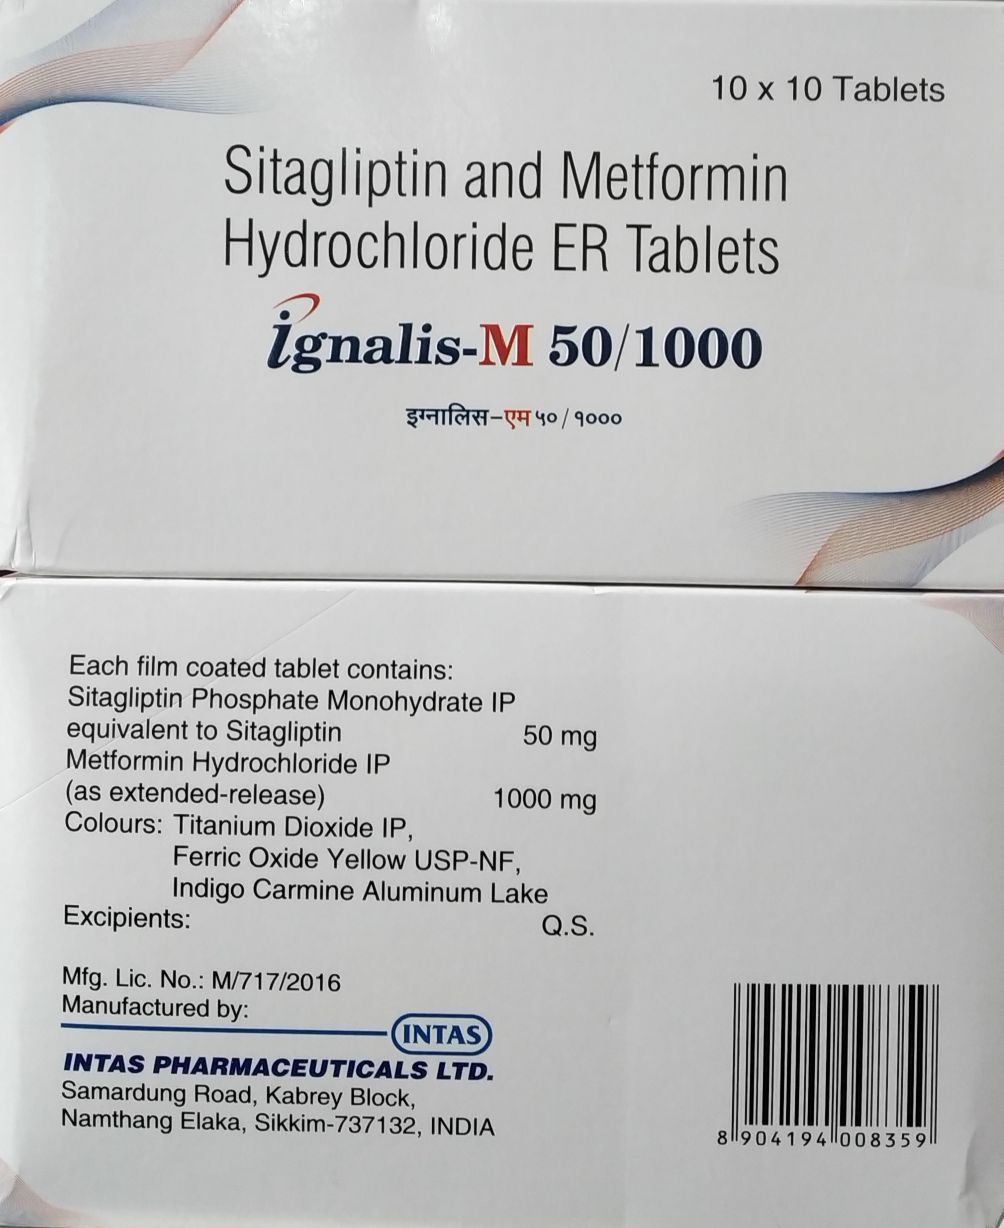 10 x 10 Tablets
Sitagliptin and Metformin
Hydrochloride ER Tablets
ignalis-M 50/1000
इग्नालिस-एम ५०/१०००
Each film coated tablet contains:
Sitagliptin Phosphate Monohydrate IP
equivalent to Sitagliptin 50 mg
Metformin Hydrochloride IP
(as extended-release) 1000 mg
Colours: Titanium Dioxide IP,
Ferric Oxide Yellow USP-NF,
Indigo Carmine Aluminum Lake
Excipients: Q.S.
Mfg. Lic. No.: M/717/2016
Manufactured by:
INTAS
INTAS PHARMACEUTICALS LTD.
Samardung Road, Kabrey Block,
Namthang Elaka, Sikkim-737132, INDIA
8 904194 008359